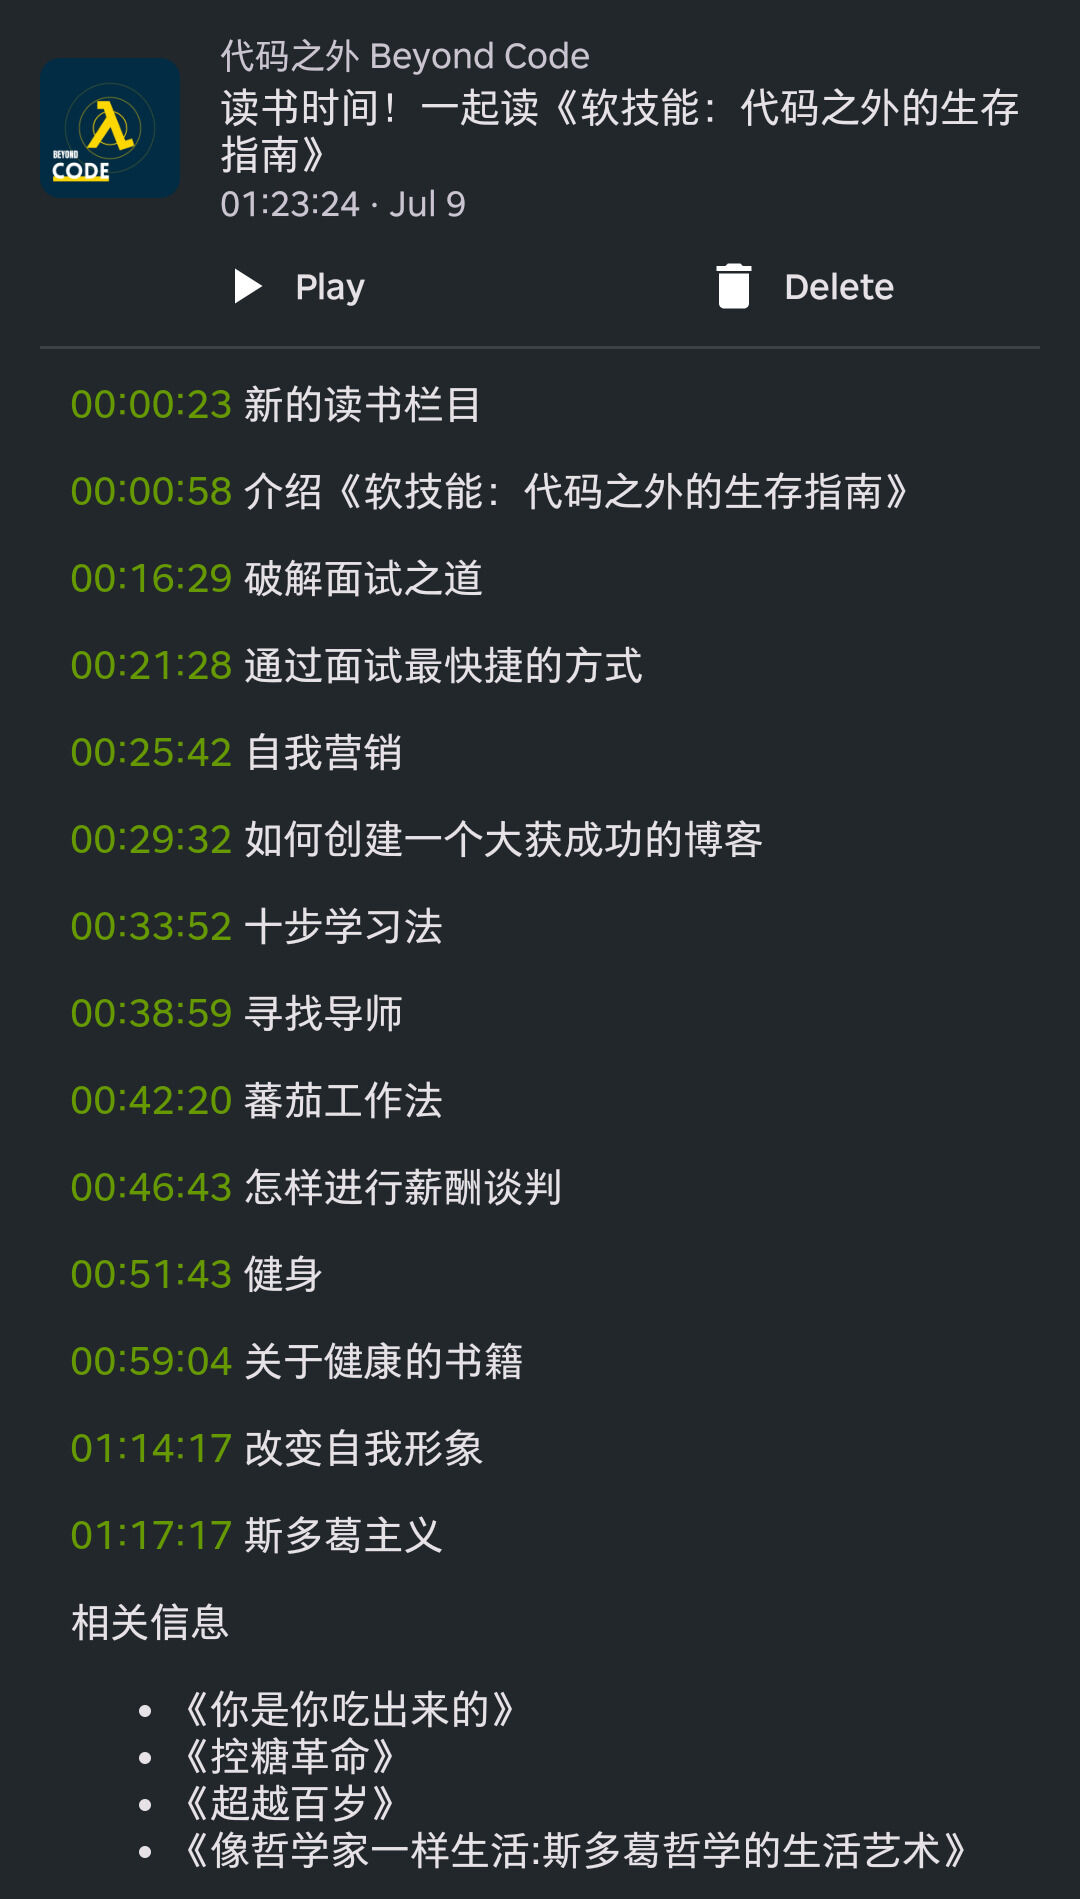 代码之外 Beyond Code
读书时间！一起读《软技能：代码之外的生存
指南》
01:23:24 · Jul 9
BEYOND
CODE
Play
Delete
00:00:23 新的读书栏目
00:00:58 介绍《软技能：代码之外的生存指南》
00:16:29 破解面试之道
00:21:28 通过面试最快捷的方式
00:25:42 自我营销
00:29:32 如何创建一个大获成功的博客
00:33:52 十步学习法
00:38:59 寻找导师
00:42:20 蕃茄工作法
00:46:43 怎样进行薪酬谈判
00:51:43 健身
00:59:04 关于健康的书籍
01:14:17 改变自我形象
01:17:17 斯多葛主义
相关信息
• 《你是你吃出来的》
• 《控糖革命》
• 《超越百岁》
• 《像哲学家一样生活:斯多葛哲学的生活艺术》